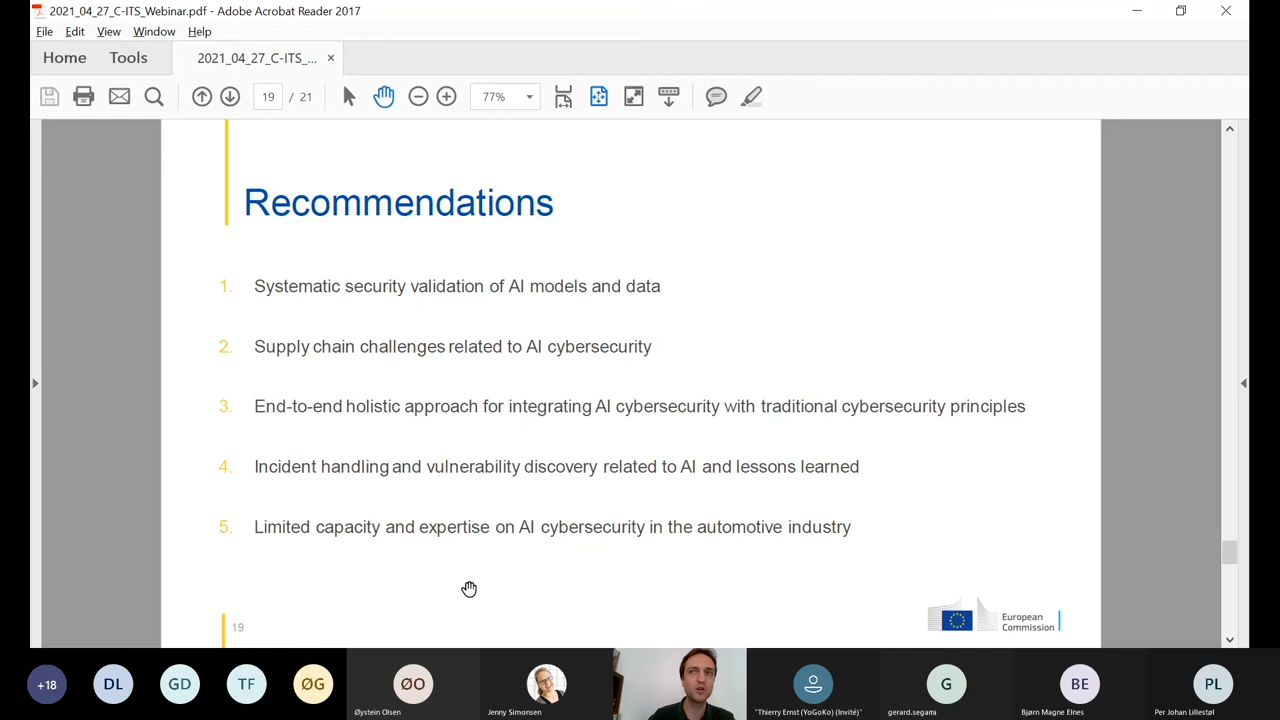 2021_04_27_C-ITS_Webinar.pdf - Adobe Acrobat Reader 2017
File Edit View Window Help
Home Tools 2021_04_27_C-ITS_... ×
19 / 21 77%
Recommendations
1. Systematic security validation of AI models and data
2. Supply chain challenges related to AI cybersecurity
3. End-to-end holistic approach for integrating AI cybersecurity with traditional cybersecurity principles
4. Incident handling and vulnerability discovery related to AI and lessons learned
5. Limited capacity and expertise on AI cybersecurity in the automotive industry
19
European
Commission
+18 DL GD TF ØG ØO G BE PL
Øystein Olsen Jenny Simonsen "Thierry Ernst (YoGoKo) (Invité)" gerard.segarra Bjørn Magne Elnes Per Johan Lillestøl